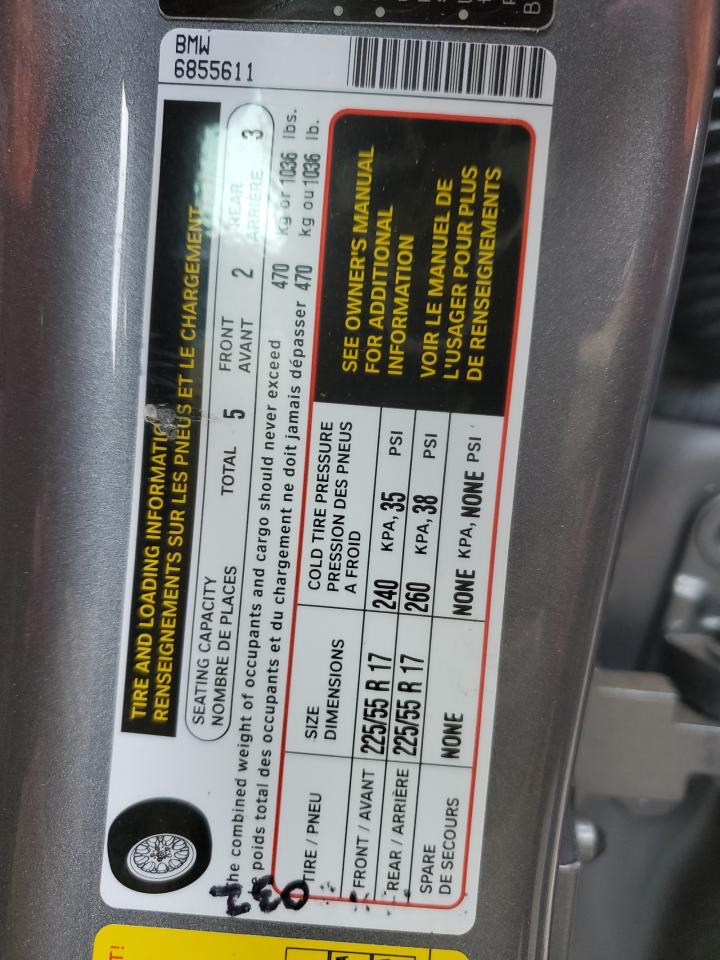 BMW
6855611
TIRE AND LOADING INFORMATION
RENSEIGNEMENTS SUR LES PNEUS ET LE CHARGEMENT
SEATING CAPACITY
NOMBRE DE PLACES
TOTAL 5
FRONT
AVANT
2
REAR
ARRIÈRE
3
he combined weight of occupants and cargo should never exceed 470 kg or 1036 lbs.
poids total des occupants et du chargement ne doit jamais dépasser 470 kg ou 1036 lb.
TIRE / PNEU
SIZE
DIMENSIONS
COLD TIRE PRESSURE
PRESSION DES PNEUS
A FROID
FRONT / AVANT 225/55 R 17 240 KPA, 35 PSI
REAR / ARRIÈRE 225/55 R 17 260 KPA, 38 PSI
SPARE
DE SECOURS
NONE NONE KPA, NONE PSI
SEE OWNER'S MANUAL
FOR ADDITIONAL
INFORMATION
VOIR LE MANUEL DE
L'USAGER POUR PLUS
DE RENSEIGNEMENTS